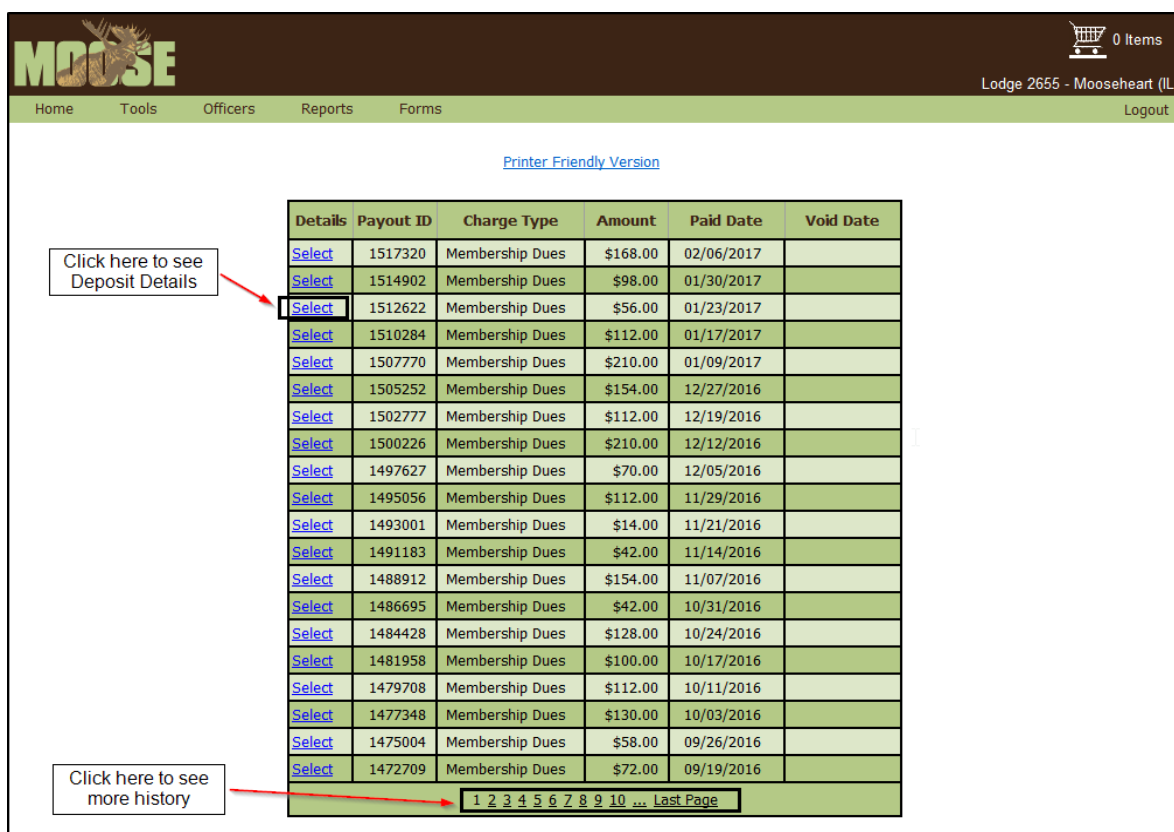 MOOSE
0 Items
Lodge 2655 - Mooseheart (IL
Home Tools Officers Reports Forms Logout
Printer Friendly Version
Details Payout ID Charge Type Amount Paid Date Void Date
Select 1517320 Membership Dues $168.00 02/06/2017
Select 1514902 Membership Dues $98.00 01/30/2017
Select 1512622 Membership Dues $56.00 01/23/2017
Select 1510284 Membership Dues $112.00 01/17/2017
Select 1507770 Membership Dues $210.00 01/09/2017
Select 1505252 Membership Dues $154.00 12/27/2016
Select 1502777 Membership Dues $112.00 12/19/2016
Select 1500226 Membership Dues $210.00 12/12/2016
Select 1497627 Membership Dues $70.00 12/05/2016
Select 1495056 Membership Dues $112.00 11/29/2016
Select 1493001 Membership Dues $14.00 11/21/2016
Select 1491183 Membership Dues $42.00 11/14/2016
Select 1488912 Membership Dues $154.00 11/07/2016
Select 1486695 Membership Dues $42.00 10/31/2016
Select 1484428 Membership Dues $128.00 10/24/2016
Select 1481958 Membership Dues $100.00 10/17/2016
Select 1479708 Membership Dues $112.00 10/11/2016
Select 1477348 Membership Dues $130.00 10/03/2016
Select 1475004 Membership Dues $58.00 09/26/2016
Select 1472709 Membership Dues $72.00 09/19/2016
1 2 3 4 5 6 7 8 9 10 ... Last Page
Click here to see
Deposit Details
Click here to see
more history